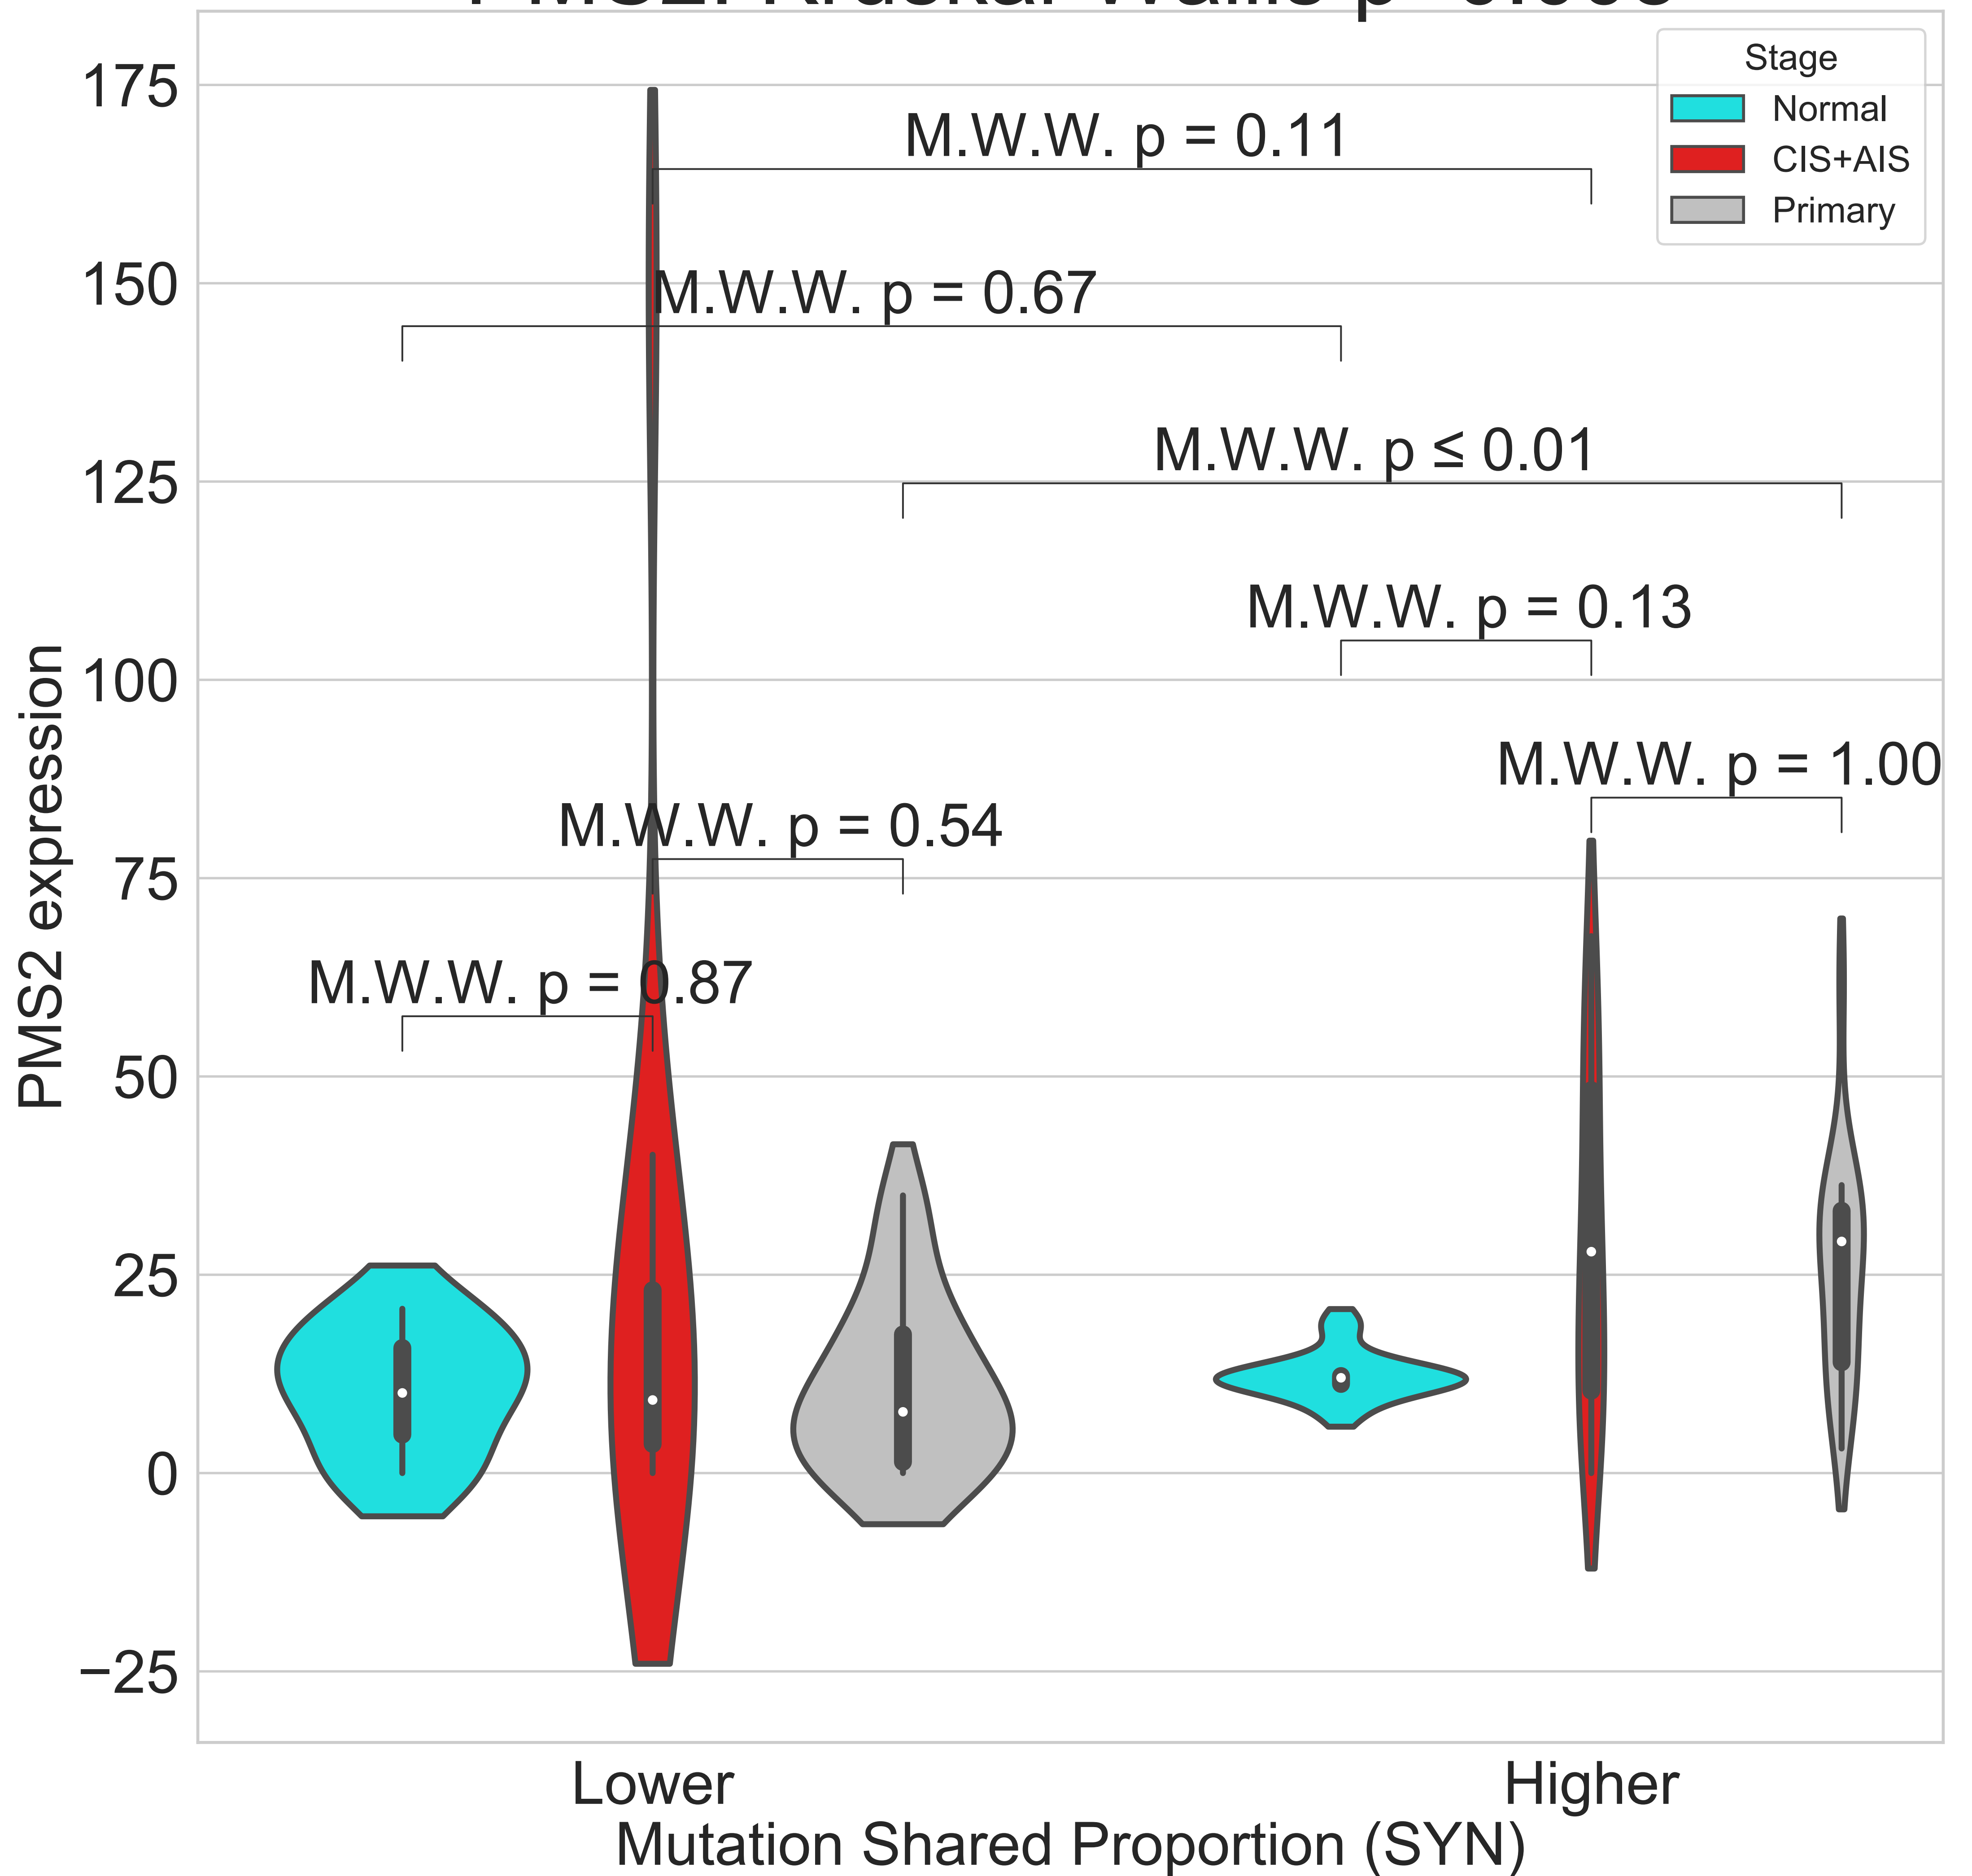 Stage
Normal
CIS+AIS
Primary
175
150
125
100
75
50
25
0
−25
PMS2 expression
M.W.W. p = 0.11
M.W.W. p = 0.67
M.W.W. p ≤ 0.01
M.W.W. p = 0.13
M.W.W. p = 1.00
M.W.W. p = 0.54
M.W.W. p = 0.87
Lower
Higher
Mutation Shared Proportion (SYN)